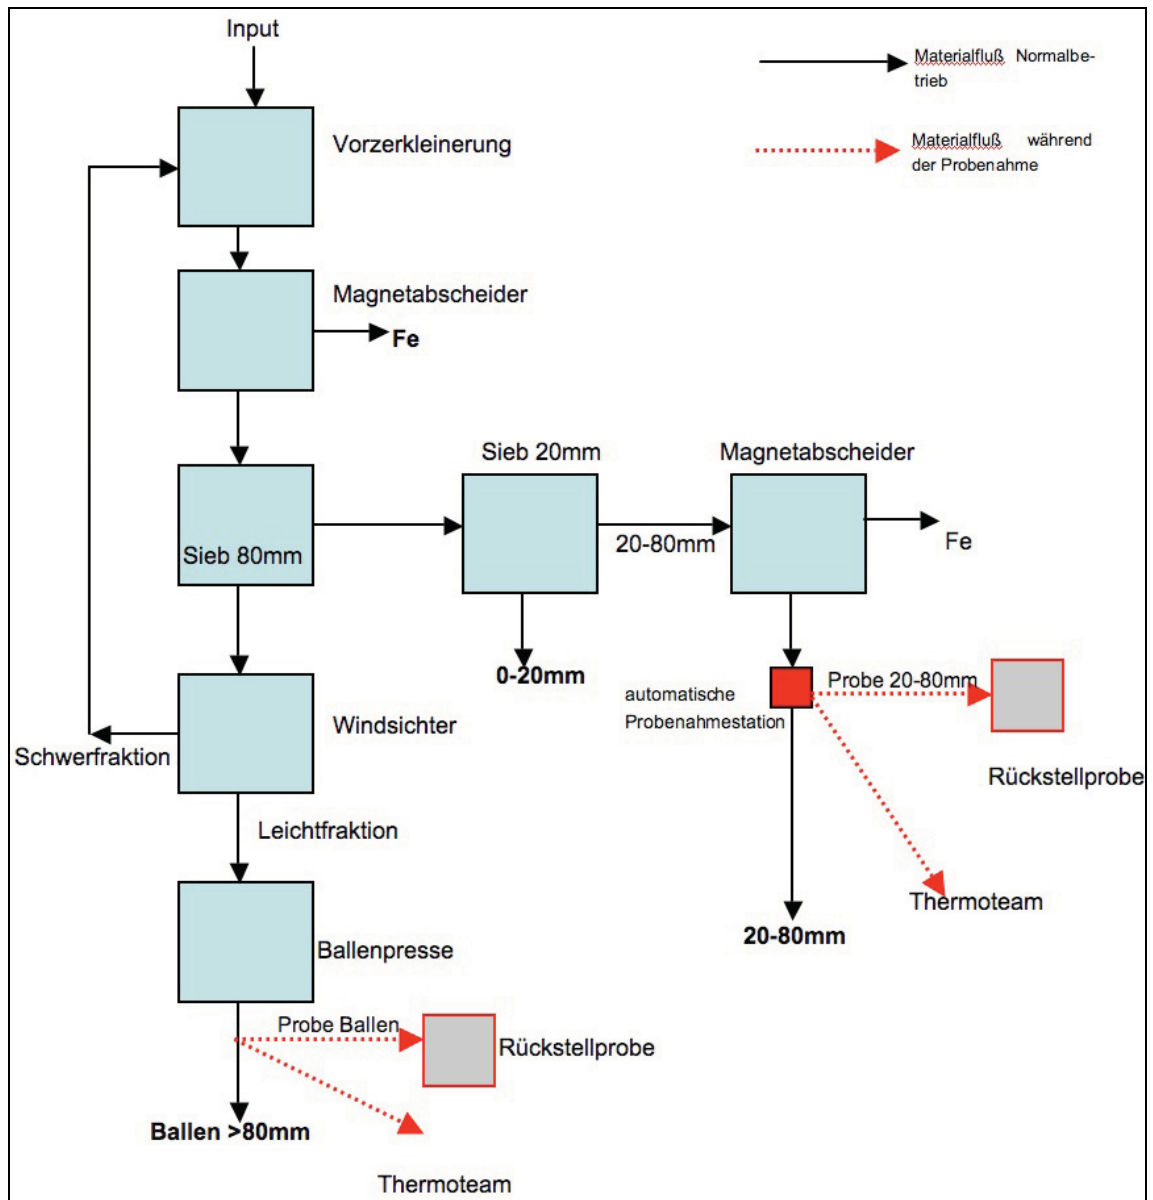 Input
Materialfluß Normalbe-
trieb
Vorzerkleinerung
Materialfluß während
der Probenahme
Magnetabscheider
Fe
Sieb 20mm
Magnetabscheider
Sieb 80mm
20-80mm
Fe
0-20mm
automatische
Probenahmestation
Probe 20-80mm
Rückstellprobe
Windsichter
Schwerfraktion
Leichtfraktion
Thermoteam
20-80mm
Ballenpresse
Probe Ballen
Rückstellprobe
Ballen >80mm
Thermoteam